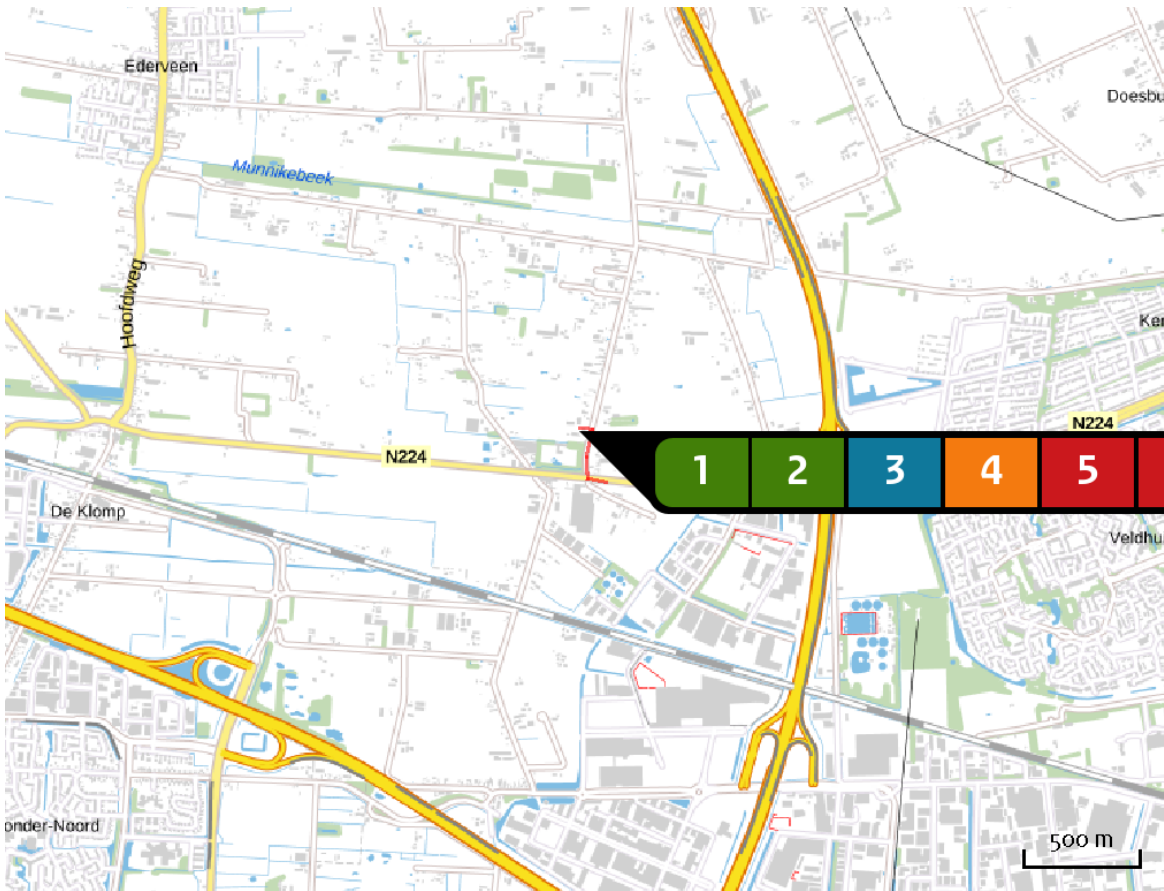 Ederveen
Doesbu
Munnikebeek
Hoofdweg
Ker
N224
N224
1 2 3 4 5
De Klomp
Veldhu
onder-Noord
500 m